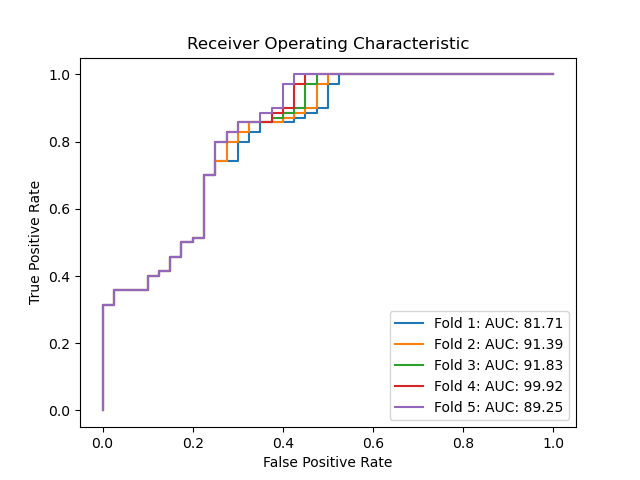 Receiver Operating Characteristic
1.0
0.8
0.6
0.4
0.2
0.0
True Positive Rate
Fold 1: AUC: 81.71
Fold 2: AUC: 91.39
Fold 3: AUC: 91.83
Fold 4: AUC: 99.92
Fold 5: AUC: 89.25
0.0 0.2 0.4 0.6 0.8 1.0
False Positive Rate